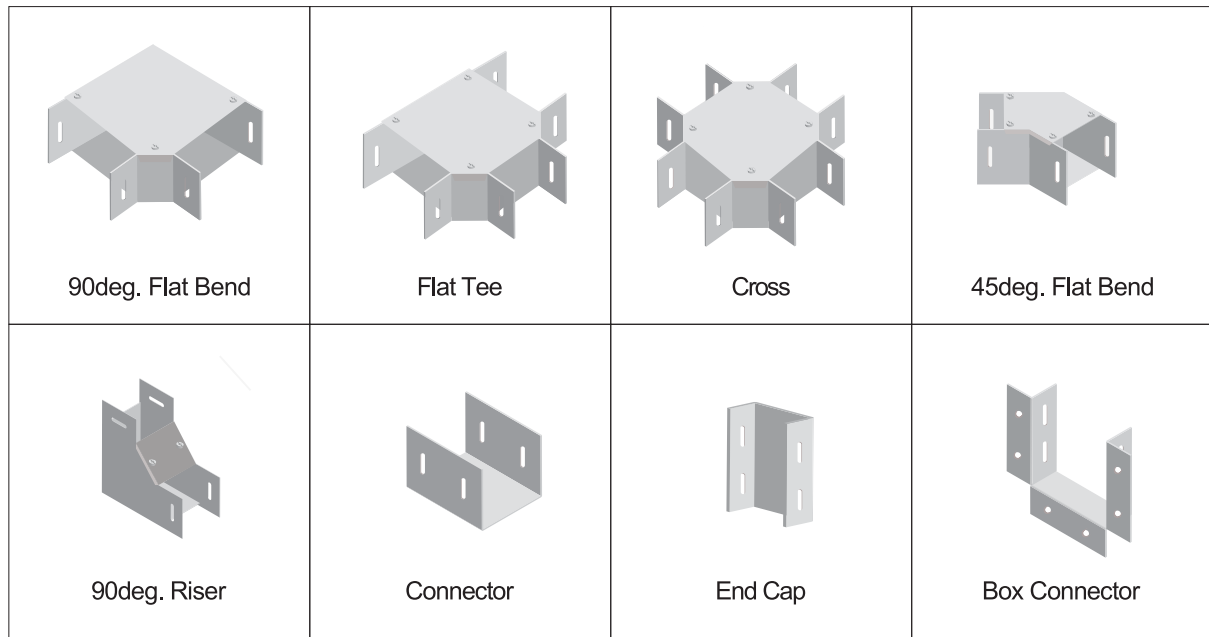 90deg. Flat Bend
Flat Tee
Cross
45deg. Flat Bend
90deg. Riser
Connector
End Cap
Box Connector